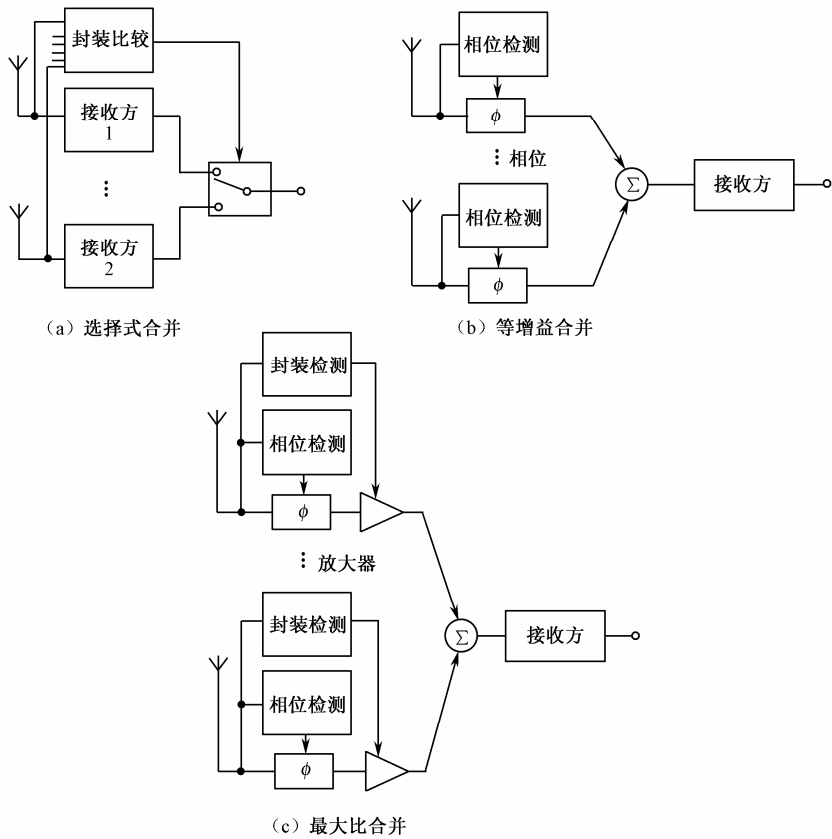 封装比较
接收方
1
接收方
2
(a) 选择式合并
相位检测
ϕ
相位
相位检测
ϕ
Σ
接收方
(b) 等增益合并
封装检测
相位检测
ϕ
放大器
封装检测
相位检测
ϕ
Σ
接收方
(c) 最大比合并